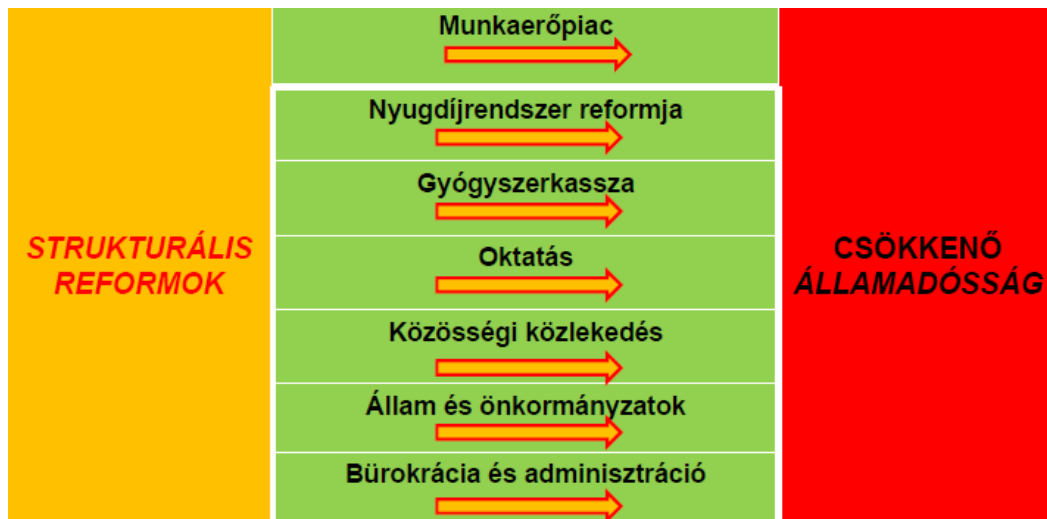 STRUKTURÁLIS
REFORMOK
Munkaerőpiac
Nyugdíjrendszer reformja
Gyógyszerkassza
Oktatás
Közösségi közlekedés
Állam és önkormányzatok
Bürokrácia és adminisztráció
CSÖKKENŐ
ÁLLAMADÓSSÁG